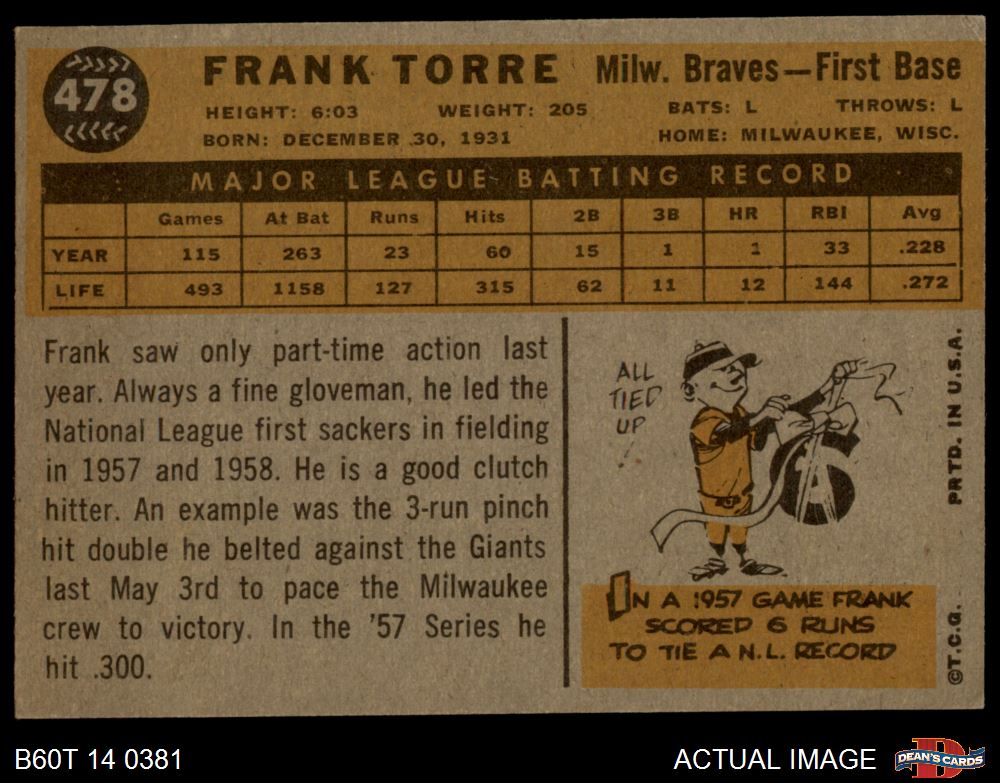 478
FRANK TORRE Milw. Braves—First Base
HEIGHT: 6:03 WEIGHT: 205 BATS: L THROWS: L
BORN: DECEMBER 30, 1931 HOME: MILWAUKEE, WISC.
MAJOR LEAGUE BATTING RECORD
Games At Bat Runs Hits 2B 3B HR RBI Avg
YEAR 115 263 23 60 15 1 1 33 .228
LIFE 493 1158 127 315 62 11 12 144 .272
Frank saw only part-time action last
year. Always a fine gloveman, he led the
National League first sackers in fielding
in 1957 and 1958. He is a good clutch
hitter. An example was the 3-run pinch
hit double he belted against the Giants
last May 3rd to pace the Milwaukee
crew to victory. In the '57 Series he
hit .300.
ALL
TIED
UP
6
IN A 1957 GAME FRANK
SCORED 6 RUNS
TO TIE A N.L. RECORD
©T.C.G. PRTD. IN U.S.A.
B60T 14 0381
ACTUAL IMAGE
DEAN'S CARDS